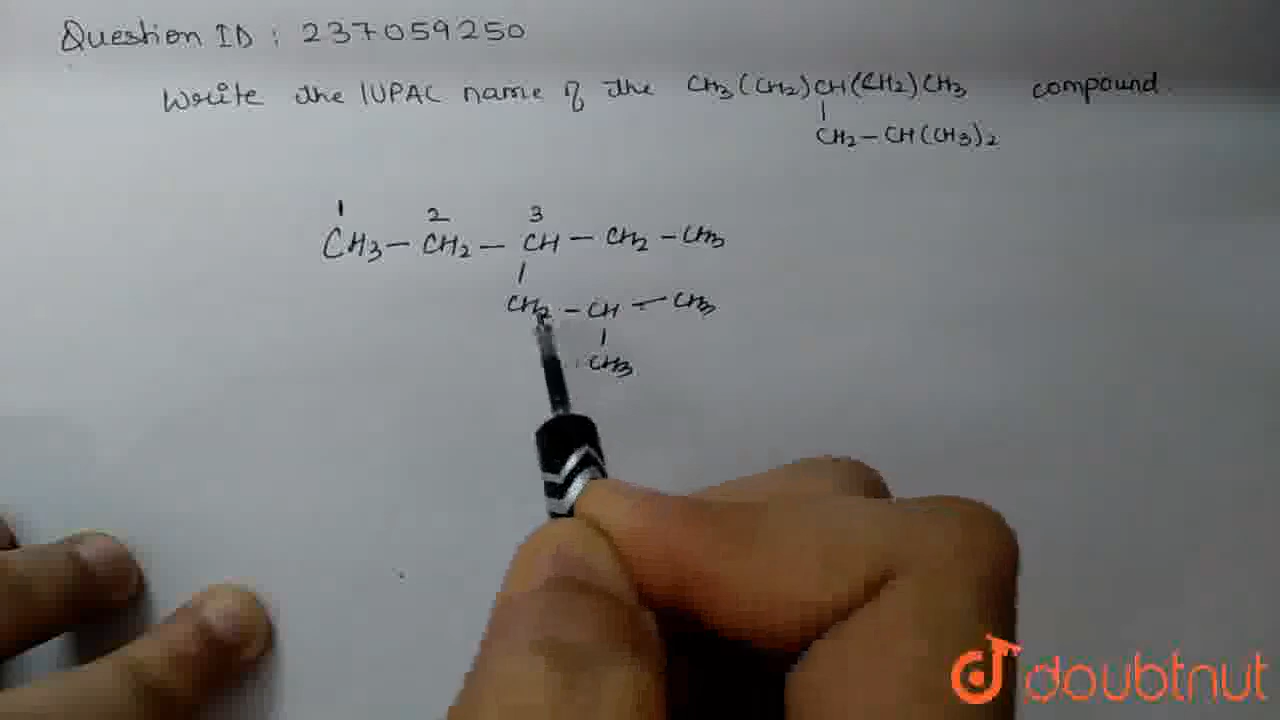 Question ID : 237059250
Write the IUPAC name of the CH3(CH2)CH(CH2)CH3 compound.
|
CH2-CH(CH3)2
1 2 3
CH3-CH2-CH-CH2-CH3
|
CH2-CH-CH3
|
CH3
doubtnut